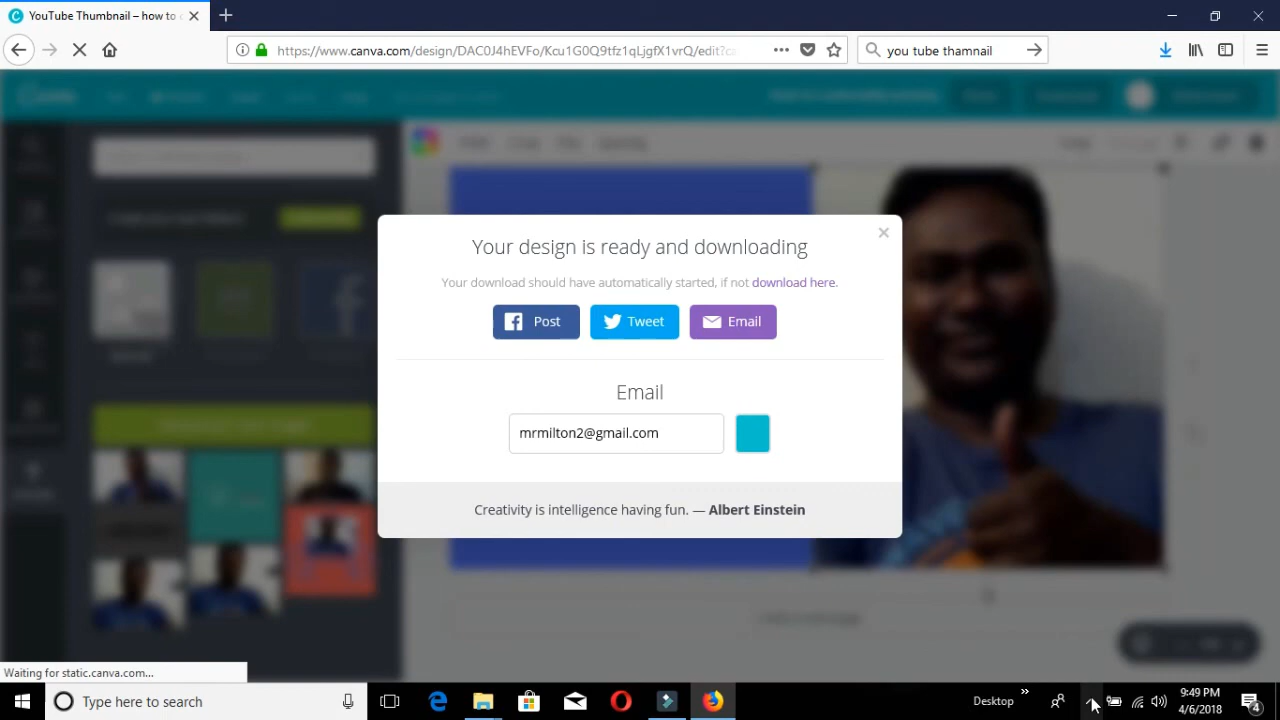 YouTube Thumbnail – how to
https://www.canva.com/design/DAC0J4hEVFo/Kcu1G0Q9tfz1qLjgfX1vrQ/edit?
you tube thamnail
Your design is ready and downloading
Your download should have automatically started, if not download here.
Post Tweet Email
Email
mrmilton2@gmail.com
Creativity is intelligence having fun. — Albert Einstein
Waiting for static.canva.com...
Type here to search
Desktop
9:49 PM
4/6/2018
4